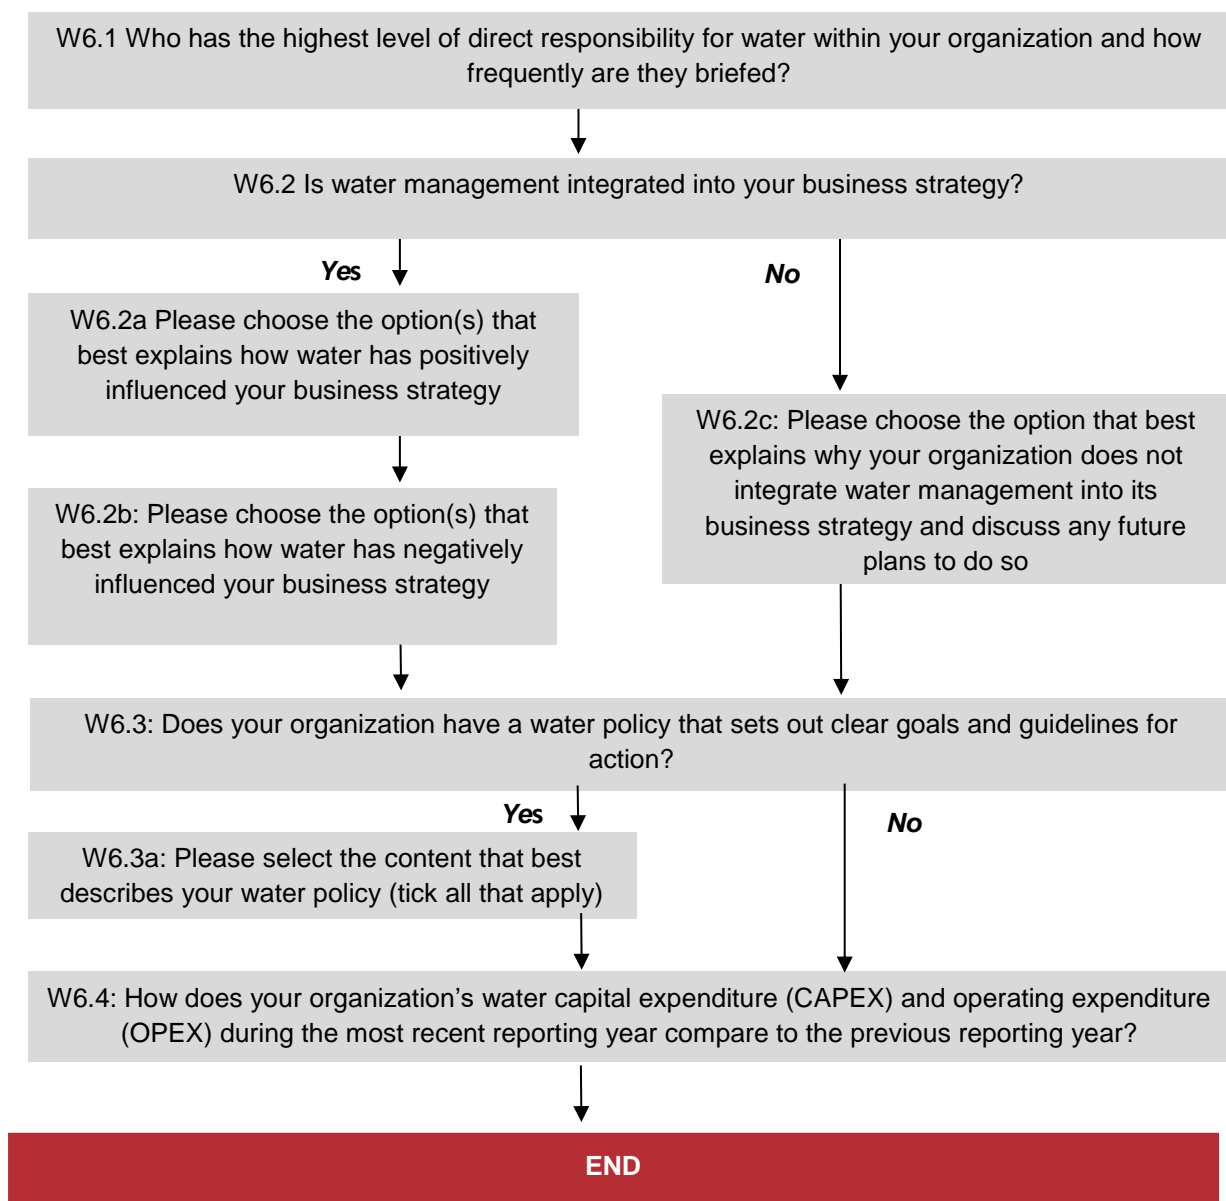 W6.1 Who has the highest level of direct responsibility for water within your organization and how
frequently are they briefed?
W6.2 Is water management integrated into your business strategy?
Yes
No
W6.2a Please choose the option(s) that
best explains how water has positively
influenced your business strategy
W6.2b: Please choose the option(s) that
best explains how water has negatively
influenced your business strategy
W6.2c: Please choose the option that best
explains why your organization does not
integrate water management into its
business strategy and discuss any future
plans to do so
W6.3: Does your organization have a water policy that sets out clear goals and guidelines for
action?
Yes
No
W6.3a: Please select the content that best
describes your water policy (tick all that apply)
W6.4: How does your organization’s water capital expenditure (CAPEX) and operating expenditure
(OPEX) during the most recent reporting year compare to the previous reporting year?
END